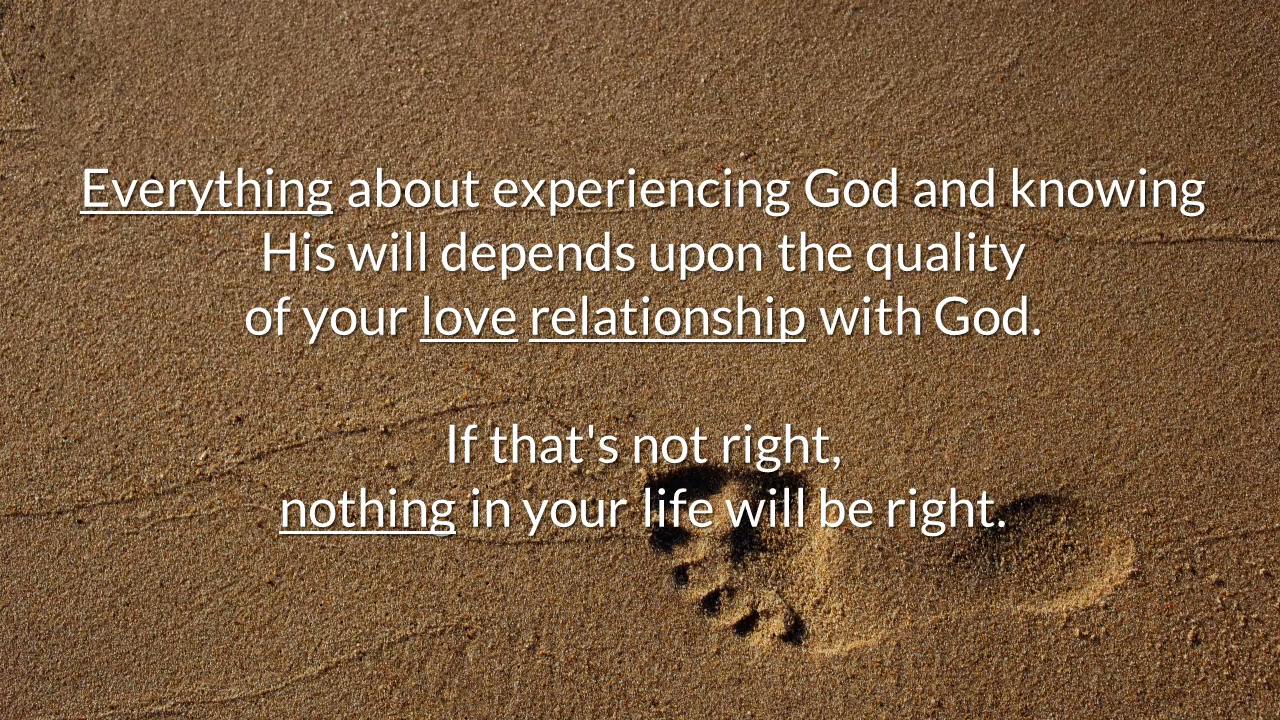 Everything about experiencing God and knowing
His will depends upon the quality
of your love relationship with God.
If that's not right,
nothing in your life will be right.